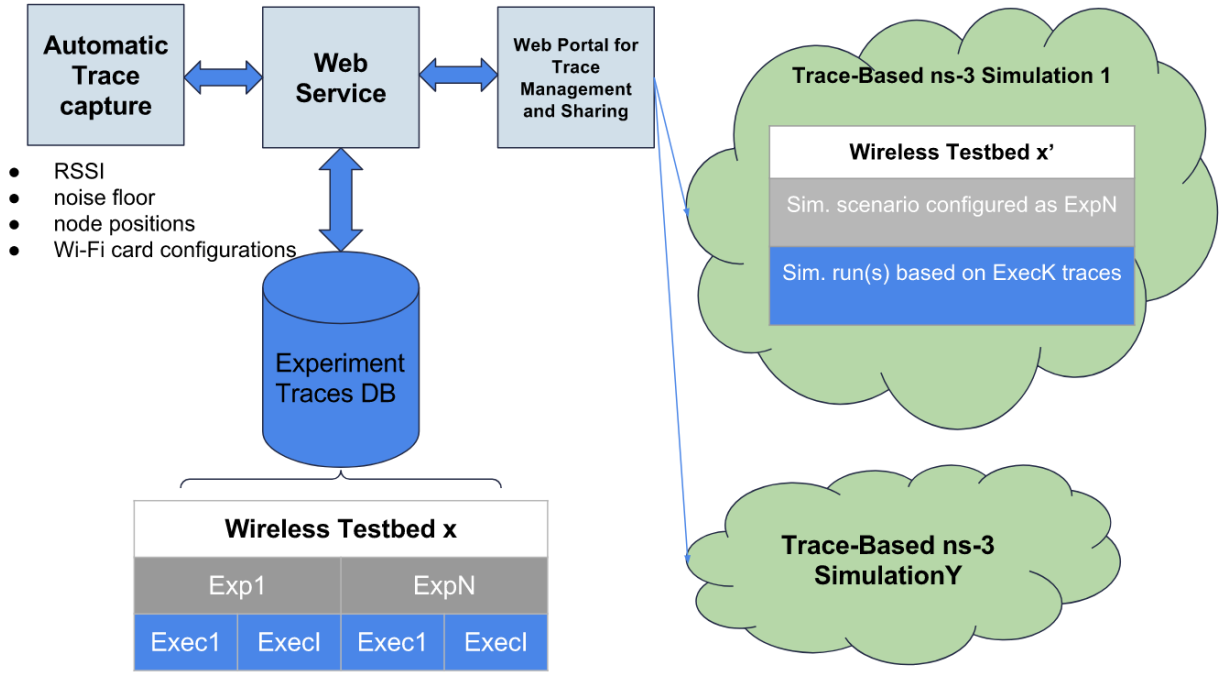 Automatic
Trace
capture
Web
Service
Web Portal for
Trace
Management
and Sharing
● RSSI
● noise floor
● node positions
● Wi-Fi card configurations
Experiment
Traces DB
Wireless Testbed x
Exp1 ExpN
Exec1 ExecI Exec1 ExecI
Trace-Based ns-3 Simulation 1
Wireless Testbed x’
Sim. scenario configured as ExpN
Sim. run(s) based on ExecK traces
Trace-Based ns-3
SimulationY